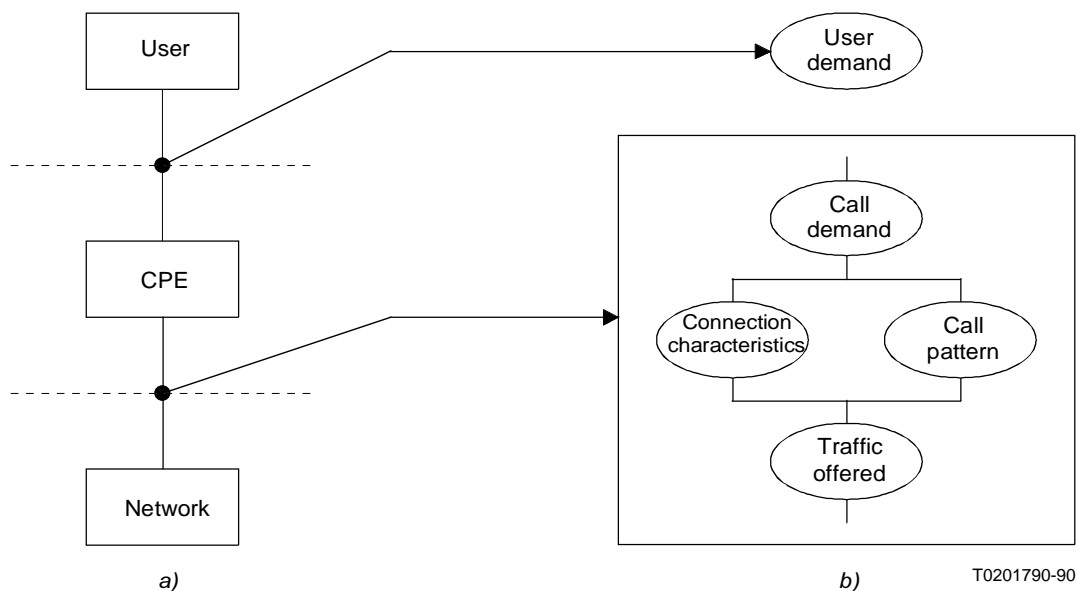 User
User
demand
Call
demand
CPE
Connection
characteristics
Call
pattern
Traffic
offered
Network
a)
b)
T0201790-90